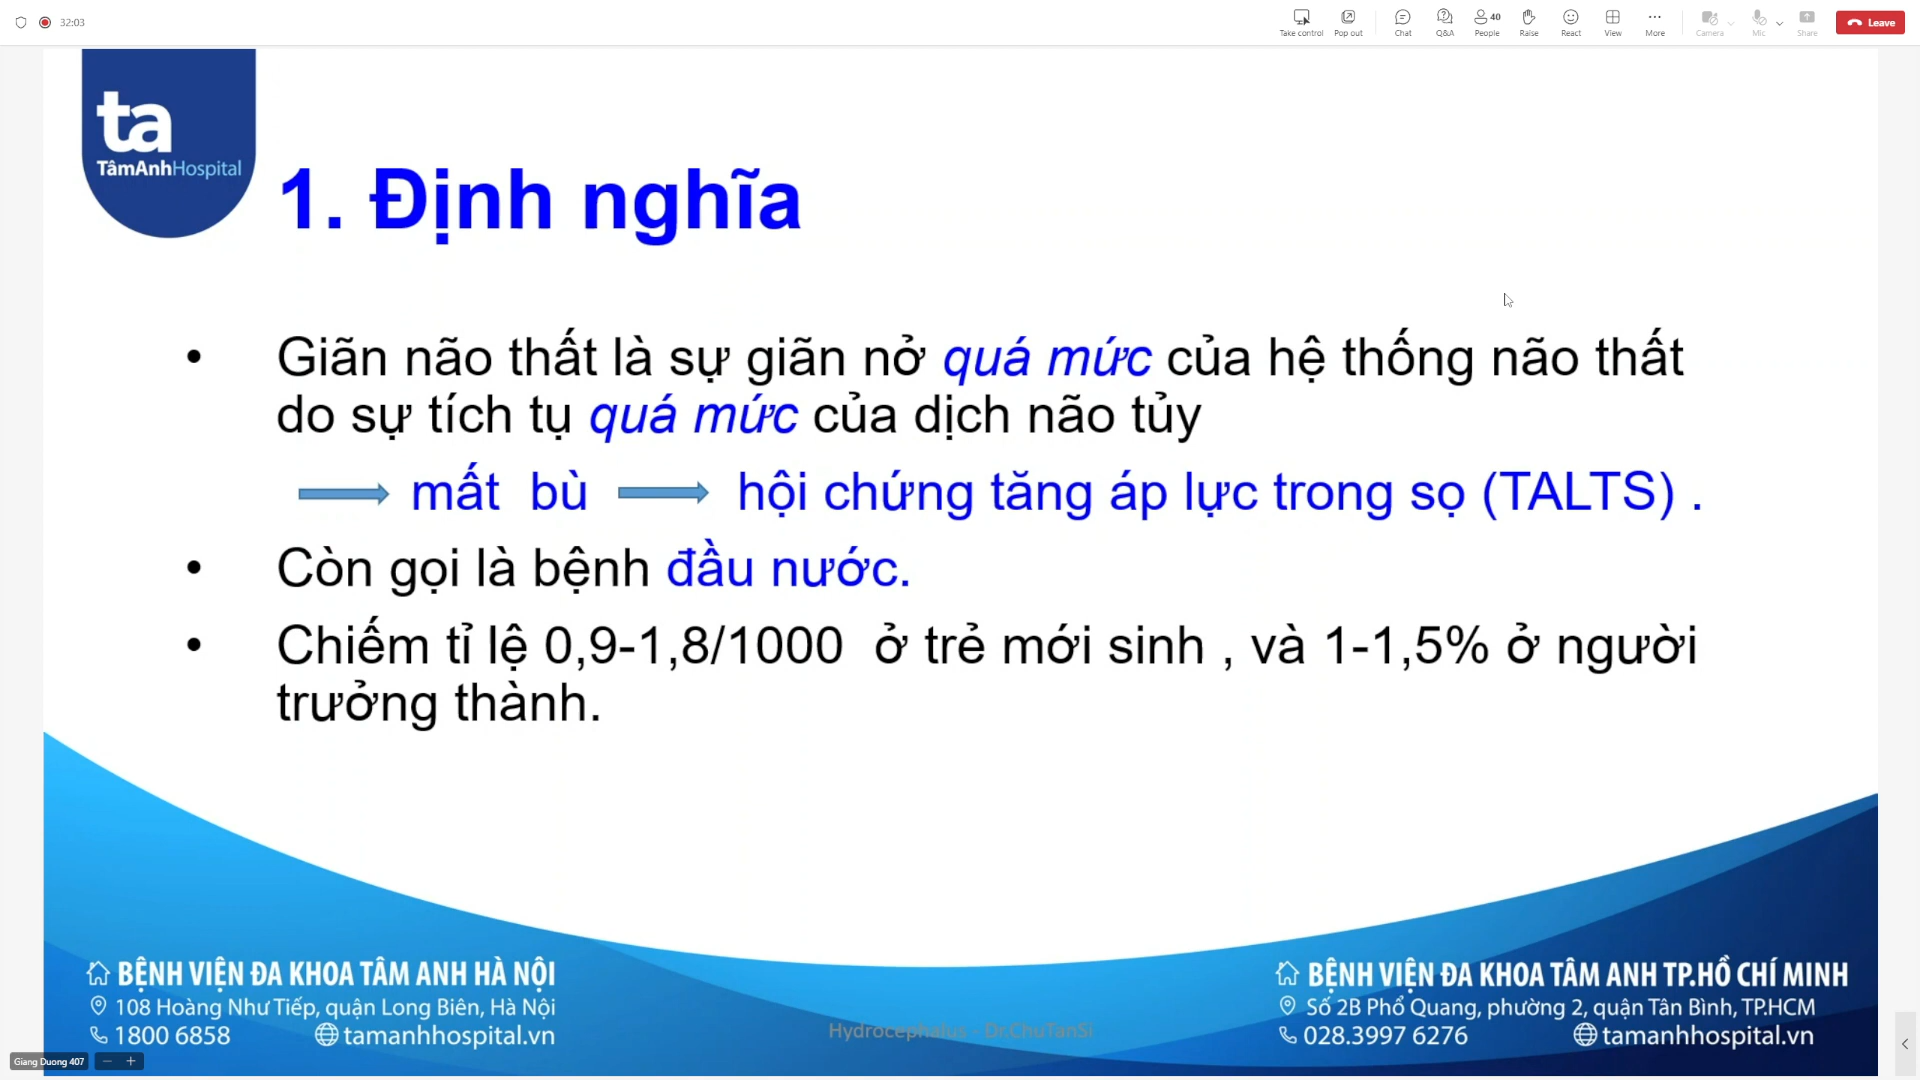 32:03
Take control
Pop out
Chat
Q&A
40
People
Raise
React
View
More
Camera
Mic
Share
Leave
ta
TâmAnhHospital
1. Định nghĩa
• Giãn não thất là sự giãn nở quá mức của hệ thống não thất
do sự tích tụ quá mức của dịch não tủy
mất bù hội chứng tăng áp lực trong sọ (TALTS) .
• Còn gọi là bệnh đầu nước.
• Chiếm tỉ lệ 0,9-1,8/1000 ở trẻ mới sinh , và 1-1,5% ở người
trưởng thành.
BỆNH VIỆN ĐA KHOA TÂM ANH HÀ NỘI
108 Hoàng Như Tiếp, quận Long Biên, Hà Nội
1800 6858 tamanhhospital.vn
Hydrocephalus - Dr.ChuTanSi
BỆNH VIỆN ĐA KHOA TÂM ANH TP.HỒ CHÍ MINH
Số 2B Phổ Quang, phường 2, quận Tân Bình, TP.HCM
028.3997 6276 tamanhhospital.vn
Giang Duong 407